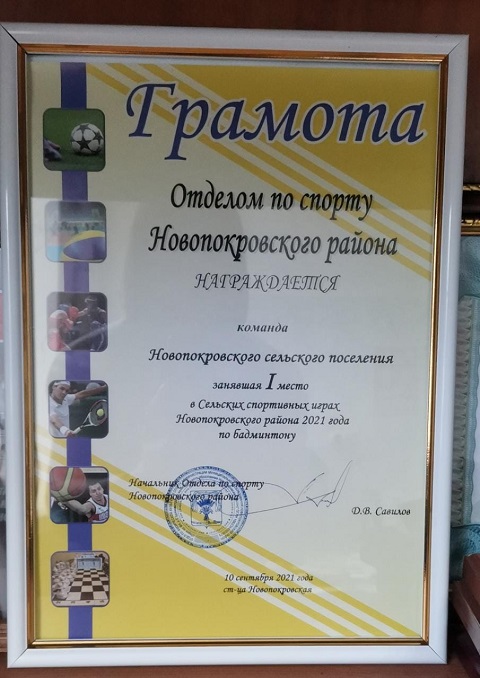 Грамота
Отделом по спорту
Новопокровского района
НАГРАЖДАЕТСЯ
команда
Новопокровского сельского поселения
занявшая I место
в Сельских спортивных играх
Новопокровского района 2021 года
по бадминтону
Начальник Отдела по спорту
Новопокровского района
Д.В. Савилов
10 сентября 2021 года
ст-ца Новопокровская